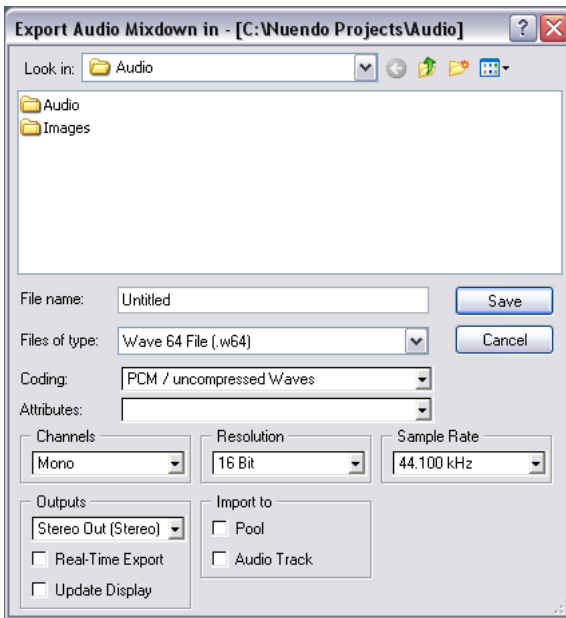 Export Audio Mixdown in - [C:\Nuendo Projects\Audio]
Look in: Audio
Audio
Images
File name: Untitled Save
Files of type: Wave 64 File (.w64) Cancel
Coding: PCM / uncompressed Waves
Attributes:
Channels Resolution Sample Rate
Mono 16 Bit 44.100 kHz
Outputs Import to
Stereo Out (Stereo) Pool
Real-Time Export Audio Track
Update Display